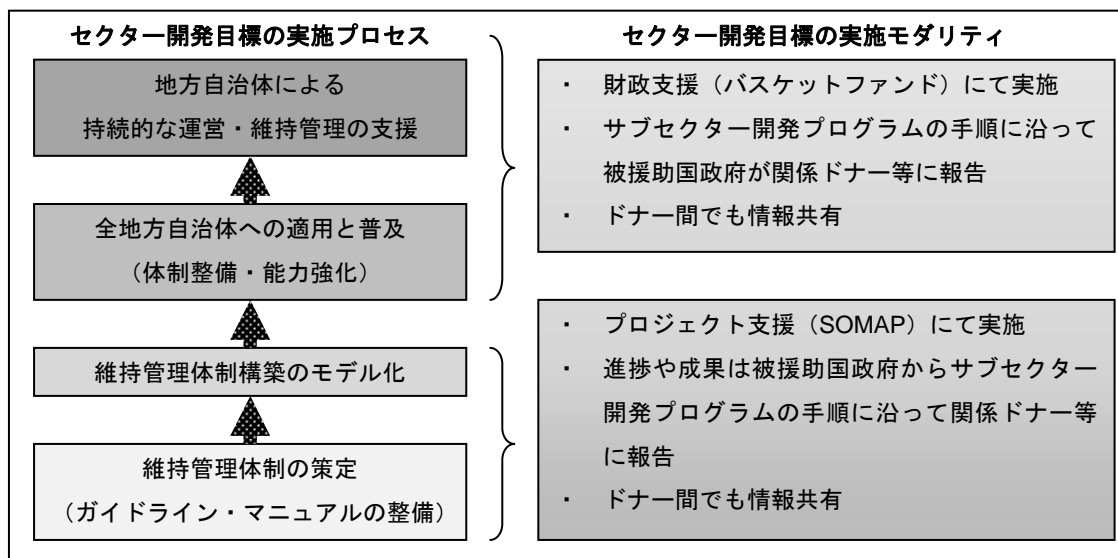 セクター開発目標の実施プロセス
地方自治体による
持続的な運営・維持管理の支援
全地方自治体への適用と普及
（体制整備・能力強化）
維持管理体制構築のモデル化
維持管理体制の策定
（ガイドライン・マニュアルの整備）
セクター開発目標の実施モダリティ
・ 財政支援（バスケットファンド）にて実施
・ サブセクター開発プログラムの手順に沿って
被援助国政府が関係ドナー等に報告
・ ドナー間でも情報共有
・ プロジェクト支援（SOMAP）にて実施
・ 進捗や成果は被援助国政府からサブセクター
開発プログラムの手順に沿って関係ドナー等
に報告
・ ドナー間でも情報共有